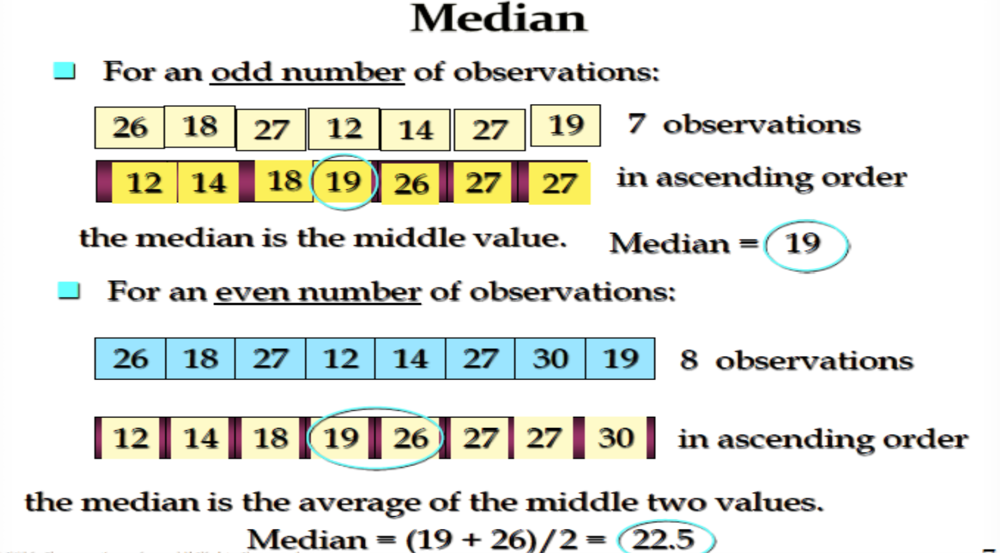 Median
For an odd number of observations:
26 18 27 12 14 27 19 7 observations
12 14 18 19 26 27 27 in ascending order
the median is the middle value. Median = 19
For an even number of observations:
26 18 27 12 14 27 30 19 8 observations
12 14 18 19 26 27 27 30 in ascending order
the median is the average of the middle two values.
Median = (19 + 26)/2 = 22.5